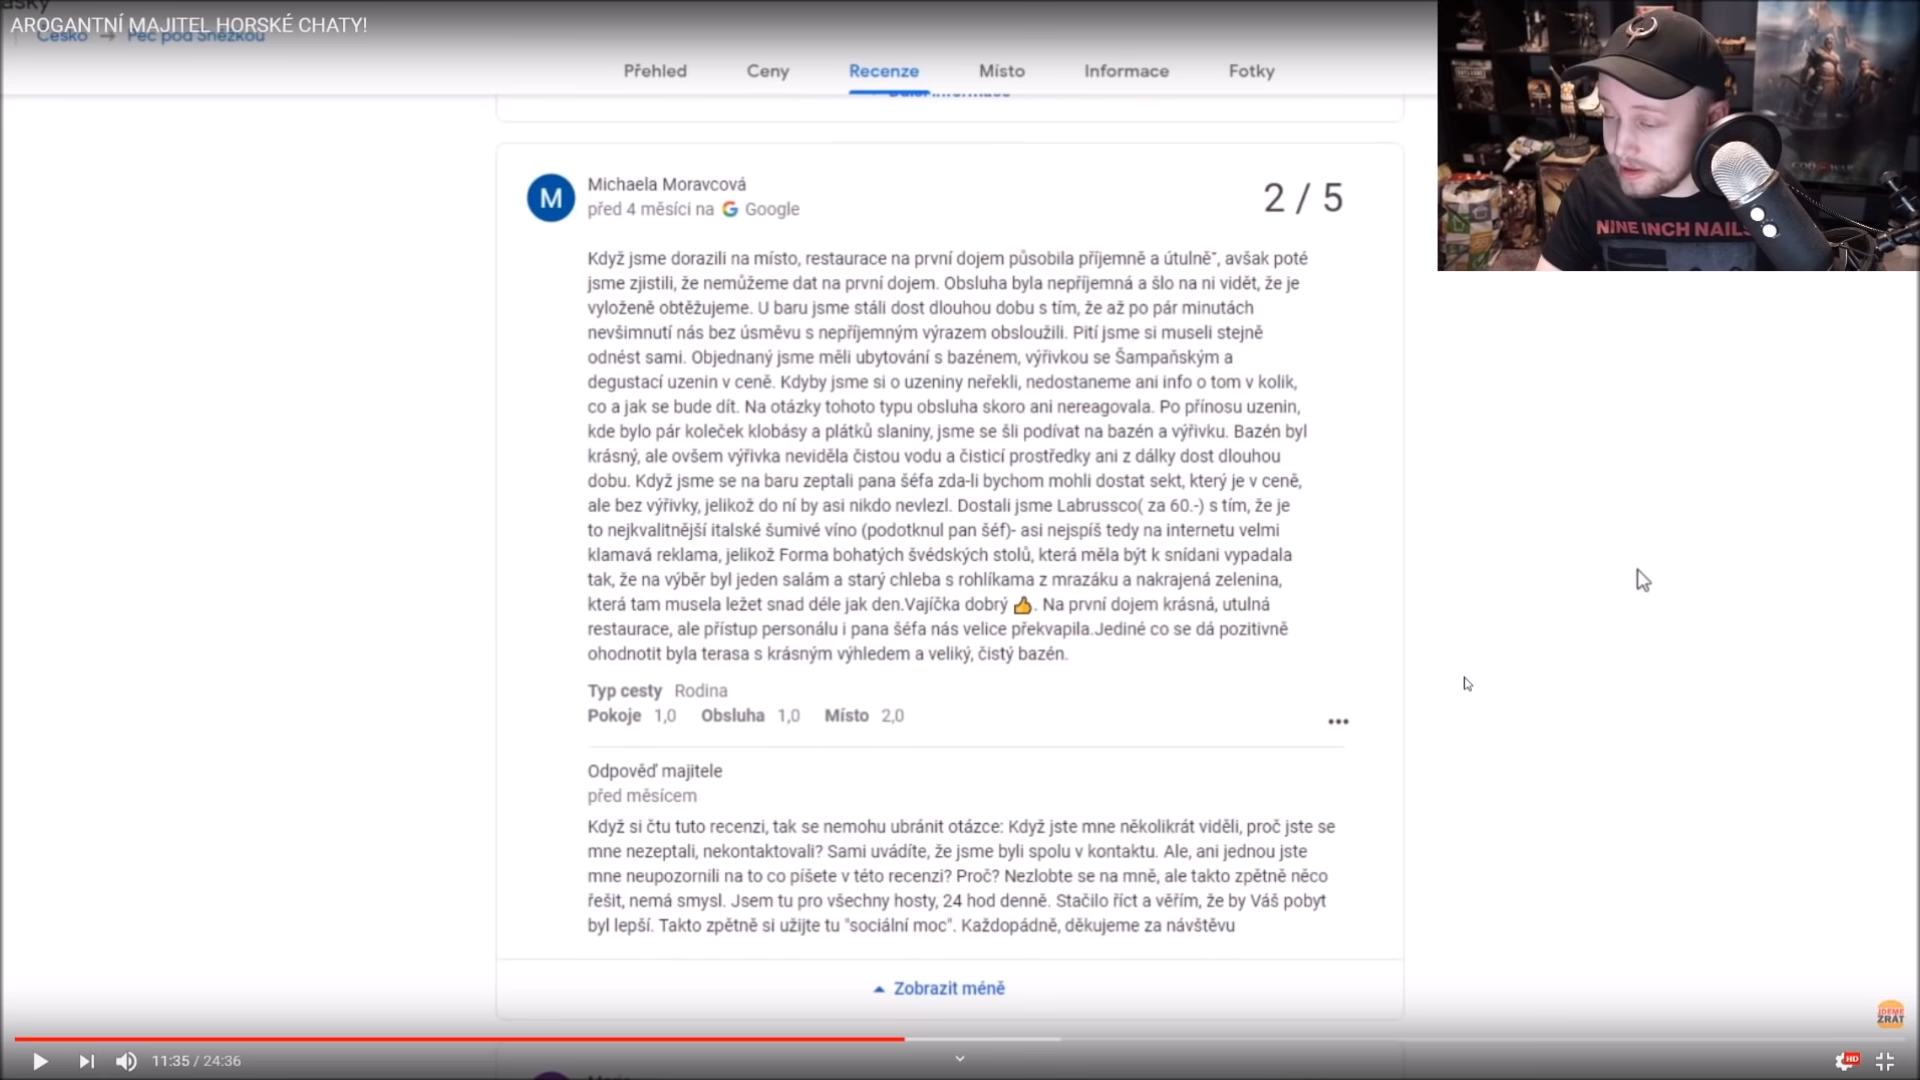 AROGANTNÍ MAJITEL HORSKÉ CHATY!
Česko → Pec pod Sněžkou
Přehled Ceny Recenze Místo Informace Fotky
Další informace
M
Michaela Moravcová
před 4 měsíci na G Google
2 / 5
NINE INCH NAILS
Když jsme dorazili na místo, restaurace na první dojem působila příjemně a útulně˜, avšak poté
jsme zjistili, že nemůžeme dat na první dojem. Obsluha byla nepříjemná a šlo na ni vidět, že je
vyloženě obtěžujeme. U baru jsme stáli dost dlouhou dobu s tím, že až po pár minutách
nevšimnutí nás bez úsměvu s nepříjemným výrazem obsloužili. Pití jsme si museli stejně
odnést sami. Objednaný jsme měli ubytování s bazénem, výřivkou se Šampaňským a
degustací uzenin v ceně. Kdyby jsme si o uzeniny neřekli, nedostaneme ani info o tom v kolik,
co a jak se bude dít. Na otázky tohoto typu obsluha skoro ani nereagovala. Po přínosu uzenin,
kde bylo pár koleček klobásy a plátků slaniny, jsme se šli podívat na bazén a výřivku. Bazén byl
krásný, ale ovšem výřivka neviděla čistou vodu a čisticí prostředky ani z dálky dost dlouhou
dobu. Když jsme se na baru zeptali pana šéfa zda-li bychom mohli dostat sekt, který je v ceně,
ale bez výřivky, jelikož do ní by asi nikdo nevlezl. Dostali jsme Labrussco( za 60.-) s tím, že je
to nejkvalitnější italské šumivé víno (podotknul pan šéf)- asi nejspíš tedy na internetu velmi
klamavá reklama, jelikož Forma bohatých švédských stolů, která měla být k snídani vypadala
tak, že na výběr byl jeden salám a starý chleba s rohlíkama z mrazáku a nakrajená zelenina,
která tam musela ležet snad déle jak den.Vajíčka dobrý 👍. Na první dojem krásná, utulná
restaurace, ale přístup personálu i pana šéfa nás velice překvapila.Jediné co se dá pozitivně
ohodnotit byla terasa s krásným výhledem a veliký, čistý bazén.
Typ cesty Rodina
Pokoje 1,0 Obsluha 1,0 Místo 2,0
Odpověď majitele
před měsícem
Když si čtu tuto recenzi, tak se nemohu ubránit otázce: Když jste mne několikrát viděli, proč jste se
mne nezeptali, nekontaktovali? Sami uvádíte, že jsme byli spolu v kontaktu. Ale, ani jednou jste
mne neupozornili na to co píšete v této recenzi? Proč? Nezlobte se na mně, ale takto zpětně něco
řešit, nemá smysl. Jsem tu pro všechny hosty, 24 hod denně. Stačilo říct a věřím, že by Váš pobyt
byl lepší. Takto zpětně si užijte tu "sociální moc". Každopádně, děkujeme za návštěvu
Zobrazit méně
JDEME
ŽRÁT
11:35 / 24:36
HD